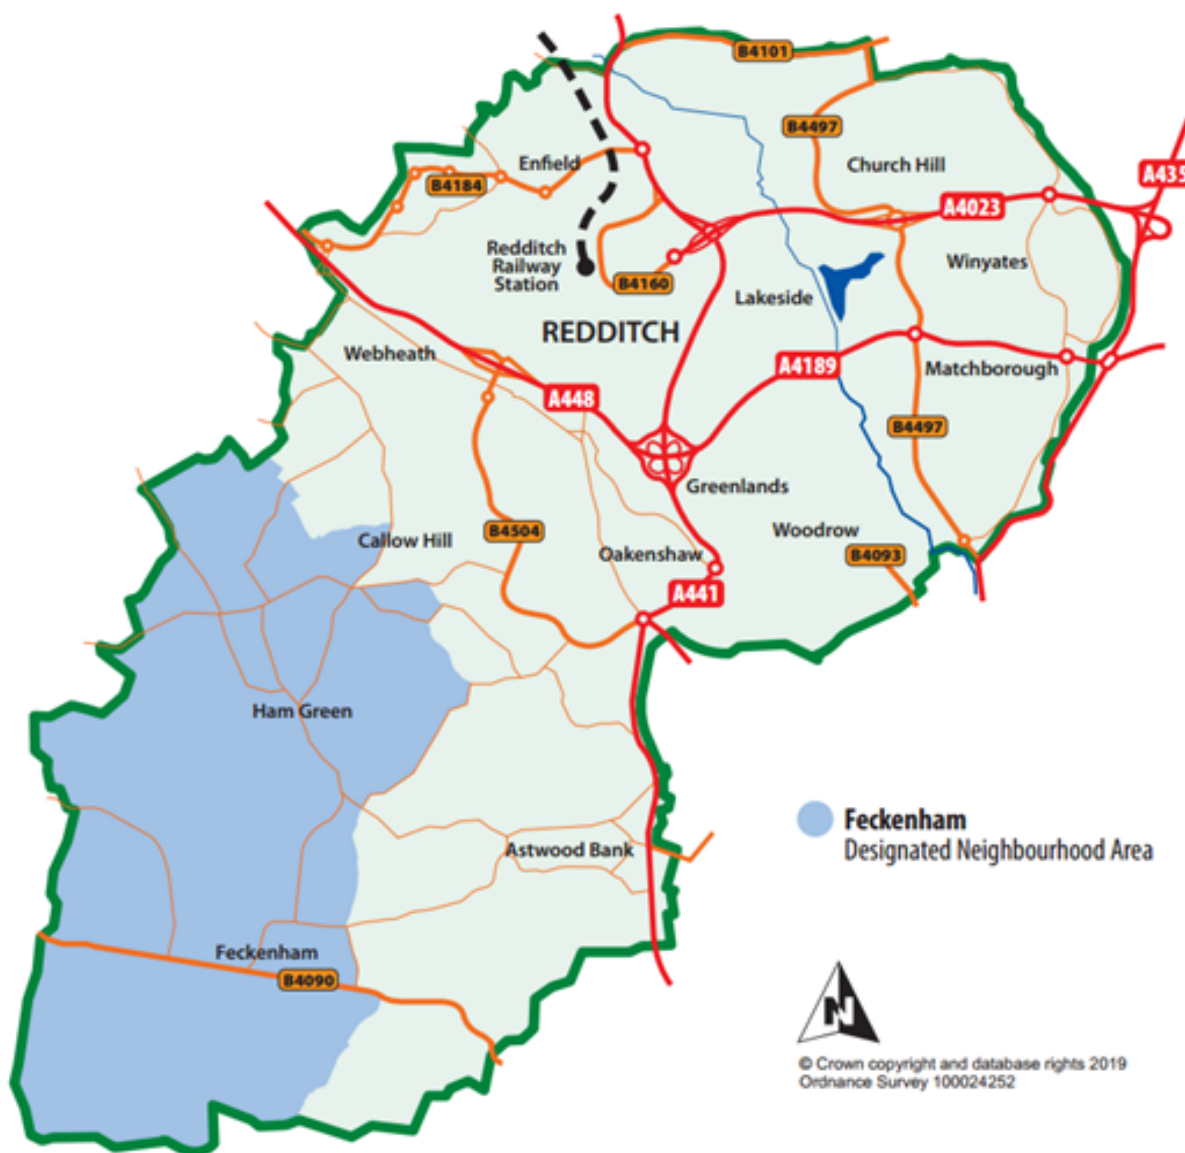 B4101
B4497
Church Hill
A435
Enfield
B4184
A4023
Redditch
Railway
Station
Winyates
B4160
Lakeside
REDDITCH
Webheath
A4189
Matchborough
A448
B4497
Greenlands
Callow Hill
B4504
Oakenshaw
Woodrow
B4093
A441
Ham Green
Feckenham
Designated Neighbourhood Area
Astwood Bank
Feckenham
B4090
N
© Crown copyright and database rights 2019
Ordnance Survey 100024252